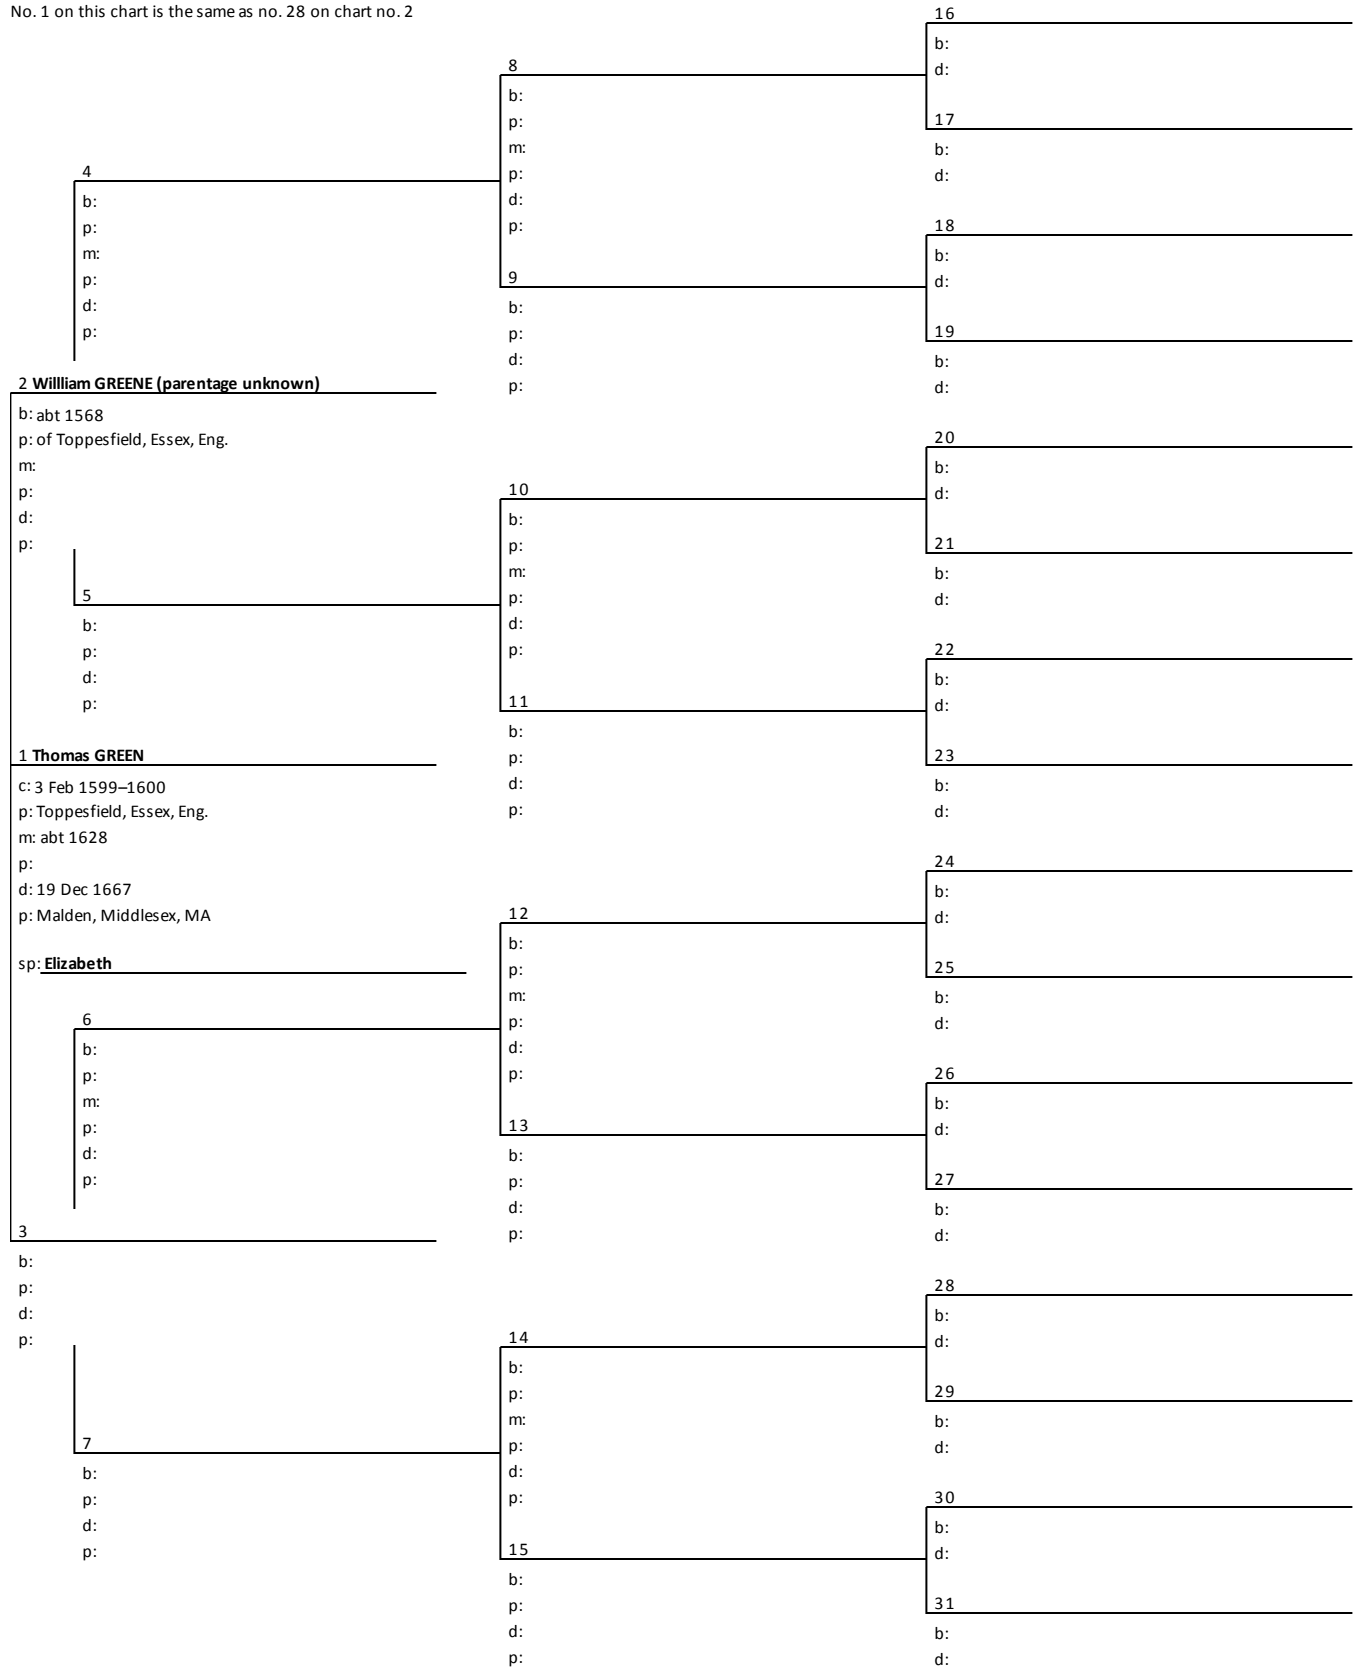 No. 1 on this chart is the same as no. 28 on chart no. 2
4
b:
p:
m:
p:
d:
p:
2 Willliam GREENE (parentage unknown)
b: abt 1568
p: of Toppesfield, Essex, Eng.
m:
p:
d:
p:
5
b:
p:
d:
p:
1 Thomas GREEN
c: 3 Feb 1599–1600
p: Toppesfield, Essex, Eng.
m: abt 1628
p:
d: 19 Dec 1667
p: Malden, Middlesex, MA
sp: Elizabeth
6
b:
p:
m:
p:
d:
p:
3
b:
p:
d:
p:
7
b:
p:
d:
p:
8
b:
p:
m:
p:
d:
p:
9
b:
p:
d:
p:
10
b:
p:
m:
p:
d:
p:
11
b:
p:
d:
p:
12
b:
p:
m:
p:
d:
p:
13
b:
p:
d:
p:
14
b:
p:
m:
p:
d:
p:
15
b:
p:
d:
p:
16
b:
d:
17
b:
d:
18
b:
d:
19
b:
d:
20
b:
d:
21
b:
d:
22
b:
d:
23
b:
d:
24
b:
d:
25
b:
d:
26
b:
d:
27
b:
d:
28
b:
d:
29
b:
d:
30
b:
d:
31
b:
d: